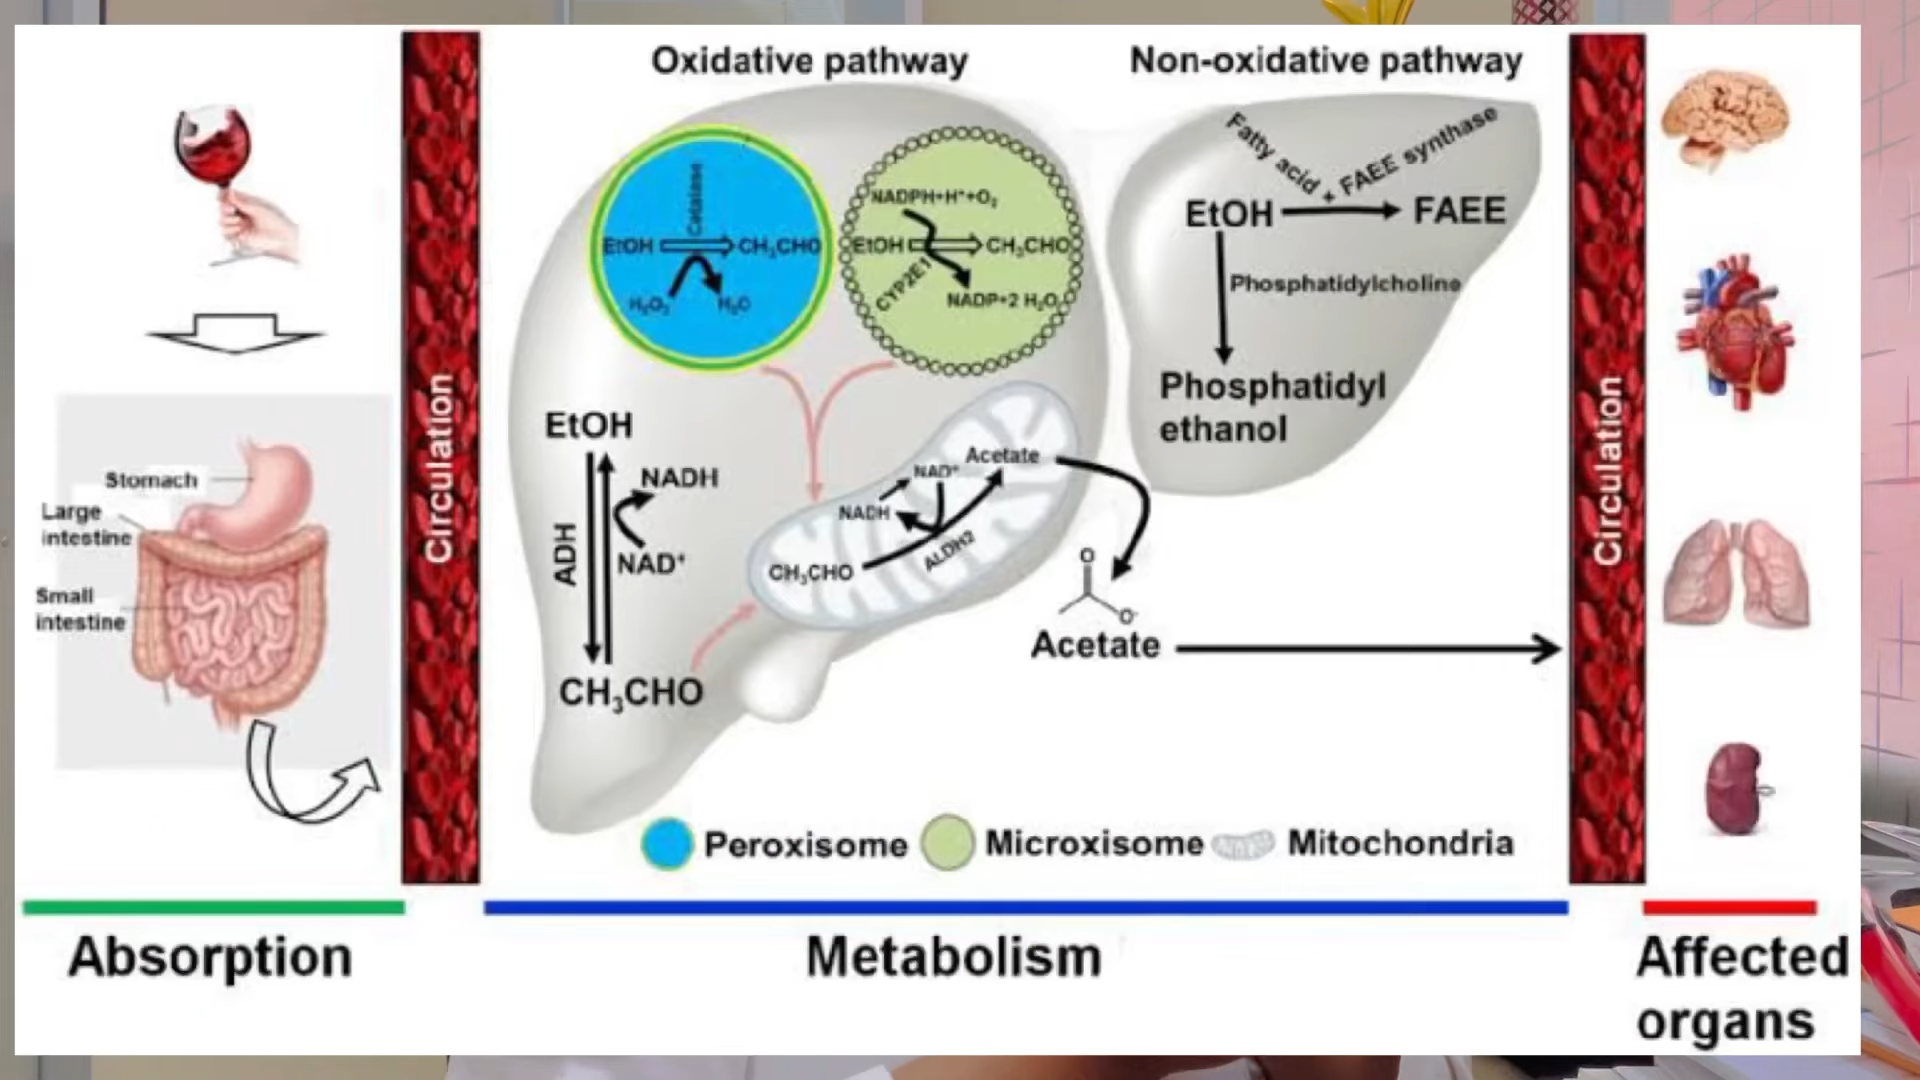 Oxidative pathway
Non-oxidative pathway
Circulation
Circulation
Stomach
Large
intestine
Small
intestine
Catalase
EtOH
CH₃CHO
H₂O₂
H₂O
NADPH+H⁺+O₂
EtOH
CH₃CHO
CYP2E1
NADP+2 H₂O
Fatty acid + FAEE synthase
EtOH
FAEE
Phosphatidylcholine
Phosphatidyl
ethanol
EtOH
NADH
ADH
NAD⁺
CH₃CHO
Acetate
NAD⁺
NADH
CH₃CHO
ALDH2
O
O⁻
Acetate
Peroxisome
Microxisome
Mitochondria
Absorption
Metabolism
Affected
organs